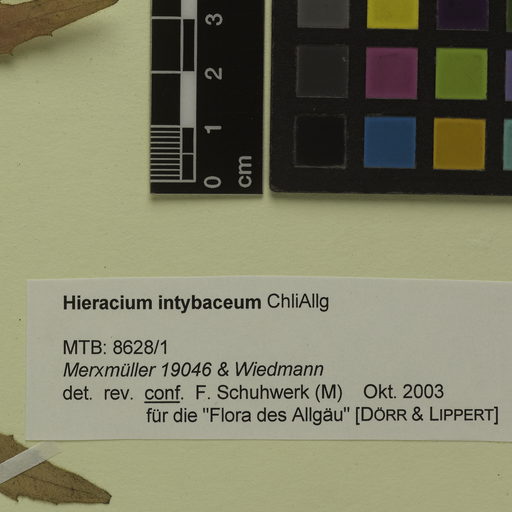 3
2
1
0
cm
Hieracium intybaceum ChliAllg
MTB: 8628/1
Merxmüller 19046 & Wiedmann
det. rev. conf. F. Schuhwerk (M) Okt. 2003
für die "Flora des Allgäu" [DÖRR & LIPPERT]